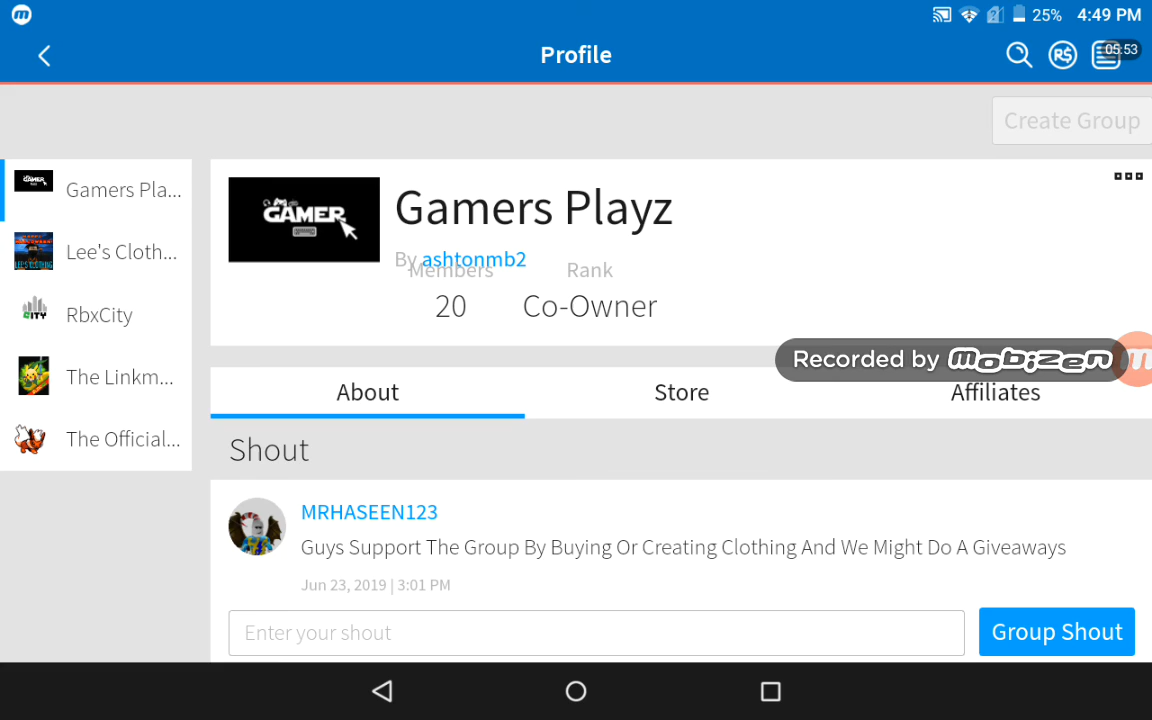 25% 4:49 PM
Profile
R$
05:53
Create Group
Gamers Pla...
Lee's Cloth...
RbxCity
The Linkm...
The Official...
GAMER
Gamers Playz
By ashtonmb2
Members Rank
20 Co-Owner
Recorded by mobizen
About Store Affiliates
Shout
MRHASEEN123
Guys Support The Group By Buying Or Creating Clothing And We Might Do A Giveaways
Jun 23, 2019 | 3:01 PM
Enter your shout
Group Shout